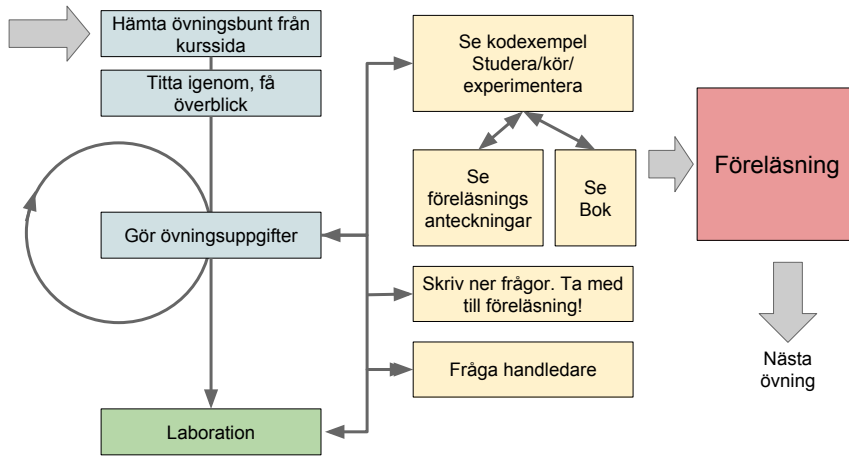 Hämta övningsbunt från
kurssida
Titta igenom, få
överblick
Gör övningsuppgifter
Laboration
Se kodexempel
Studera/kör/
experimentera
Se
föreläsnings
anteckningar
Se
Bok
Skriv ner frågor. Ta med
till föreläsning!
Fråga handledare
Föreläsning
Nästa
övning